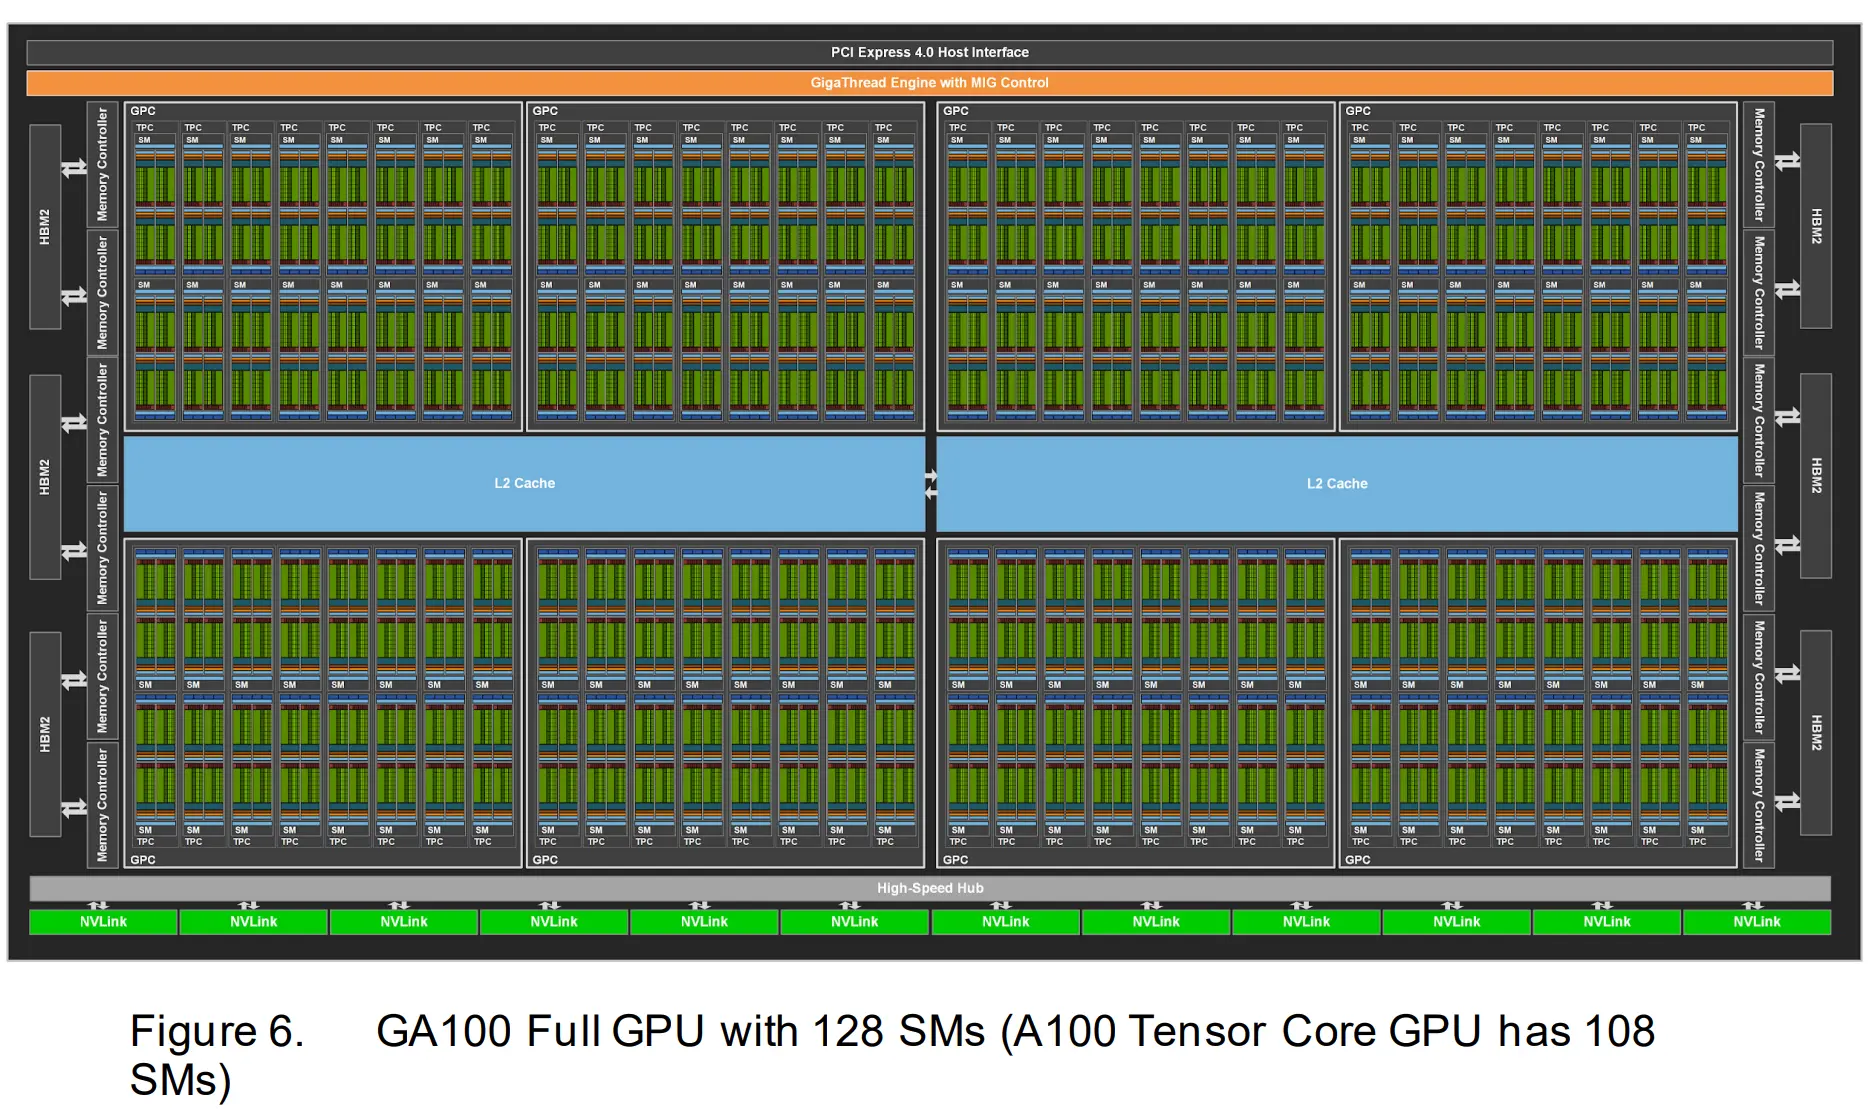 PCI Express 4.0 Host Interface
GigaThread Engine with MIG Control
GPC GPC GPC GPC
TPC TPC TPC TPC TPC TPC TPC TPC TPC TPC TPC TPC TPC TPC TPC TPC TPC TPC TPC TPC TPC TPC TPC TPC TPC TPC TPC TPC TPC TPC TPC TPC
SM SM SM SM SM SM SM SM SM SM SM SM SM SM SM SM SM SM SM SM SM SM SM SM SM SM SM SM SM SM SM SM
SM SM SM SM SM SM SM SM SM SM SM SM SM SM SM SM SM SM SM SM SM SM SM SM SM SM SM SM SM SM SM SM
Memory Controller
Memory Controller
Memory Controller
Memory Controller
Memory Controller
Memory Controller
HBM2
HBM2
HBM2
L2 Cache L2 Cache
Memory Controller
Memory Controller
Memory Controller
Memory Controller
Memory Controller
Memory Controller
HBM2
HBM2
HBM2
SM SM SM SM SM SM SM SM SM SM SM SM SM SM SM SM SM SM SM SM SM SM SM SM SM SM SM SM SM SM SM SM
SM SM SM SM SM SM SM SM SM SM SM SM SM SM SM SM SM SM SM SM SM SM SM SM SM SM SM SM SM SM SM SM
TPC TPC TPC TPC TPC TPC TPC TPC TPC TPC TPC TPC TPC TPC TPC TPC TPC TPC TPC TPC TPC TPC TPC TPC TPC TPC TPC TPC TPC TPC TPC TPC
GPC GPC GPC GPC
High-Speed Hub
NVLink NVLink NVLink NVLink NVLink NVLink NVLink NVLink NVLink NVLink NVLink NVLink
Figure 6. GA100 Full GPU with 128 SMs (A100 Tensor Core GPU has 108
SMs)